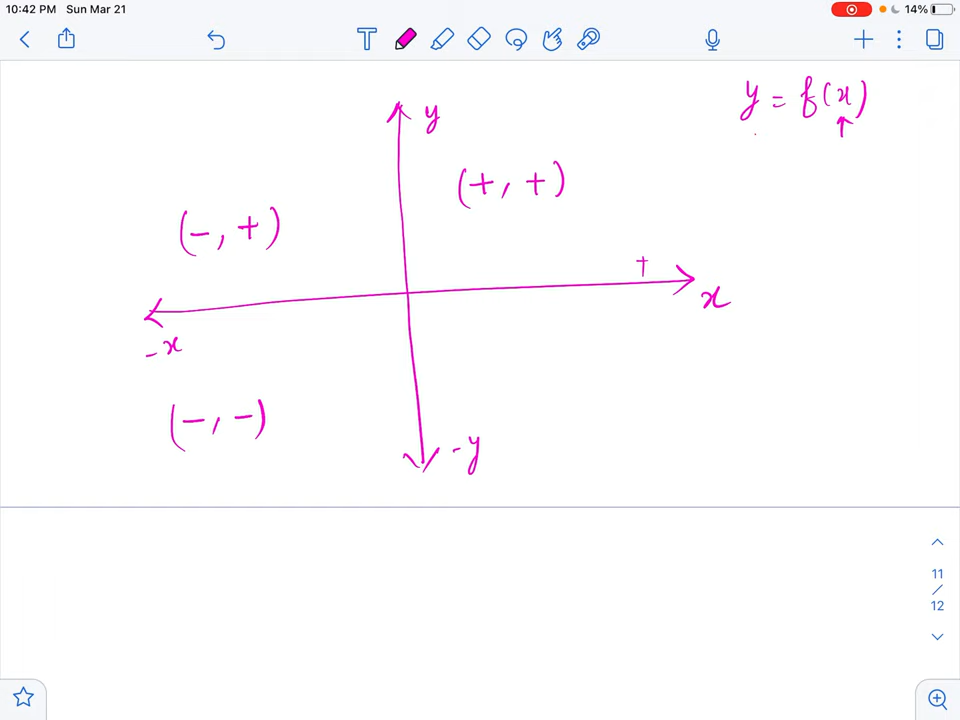 10:42 PM Sun Mar 21
14%
T
y = f(x)
y
(+, +)
(-, +)
+
x
-x
(-, -)
-y
11
/
12